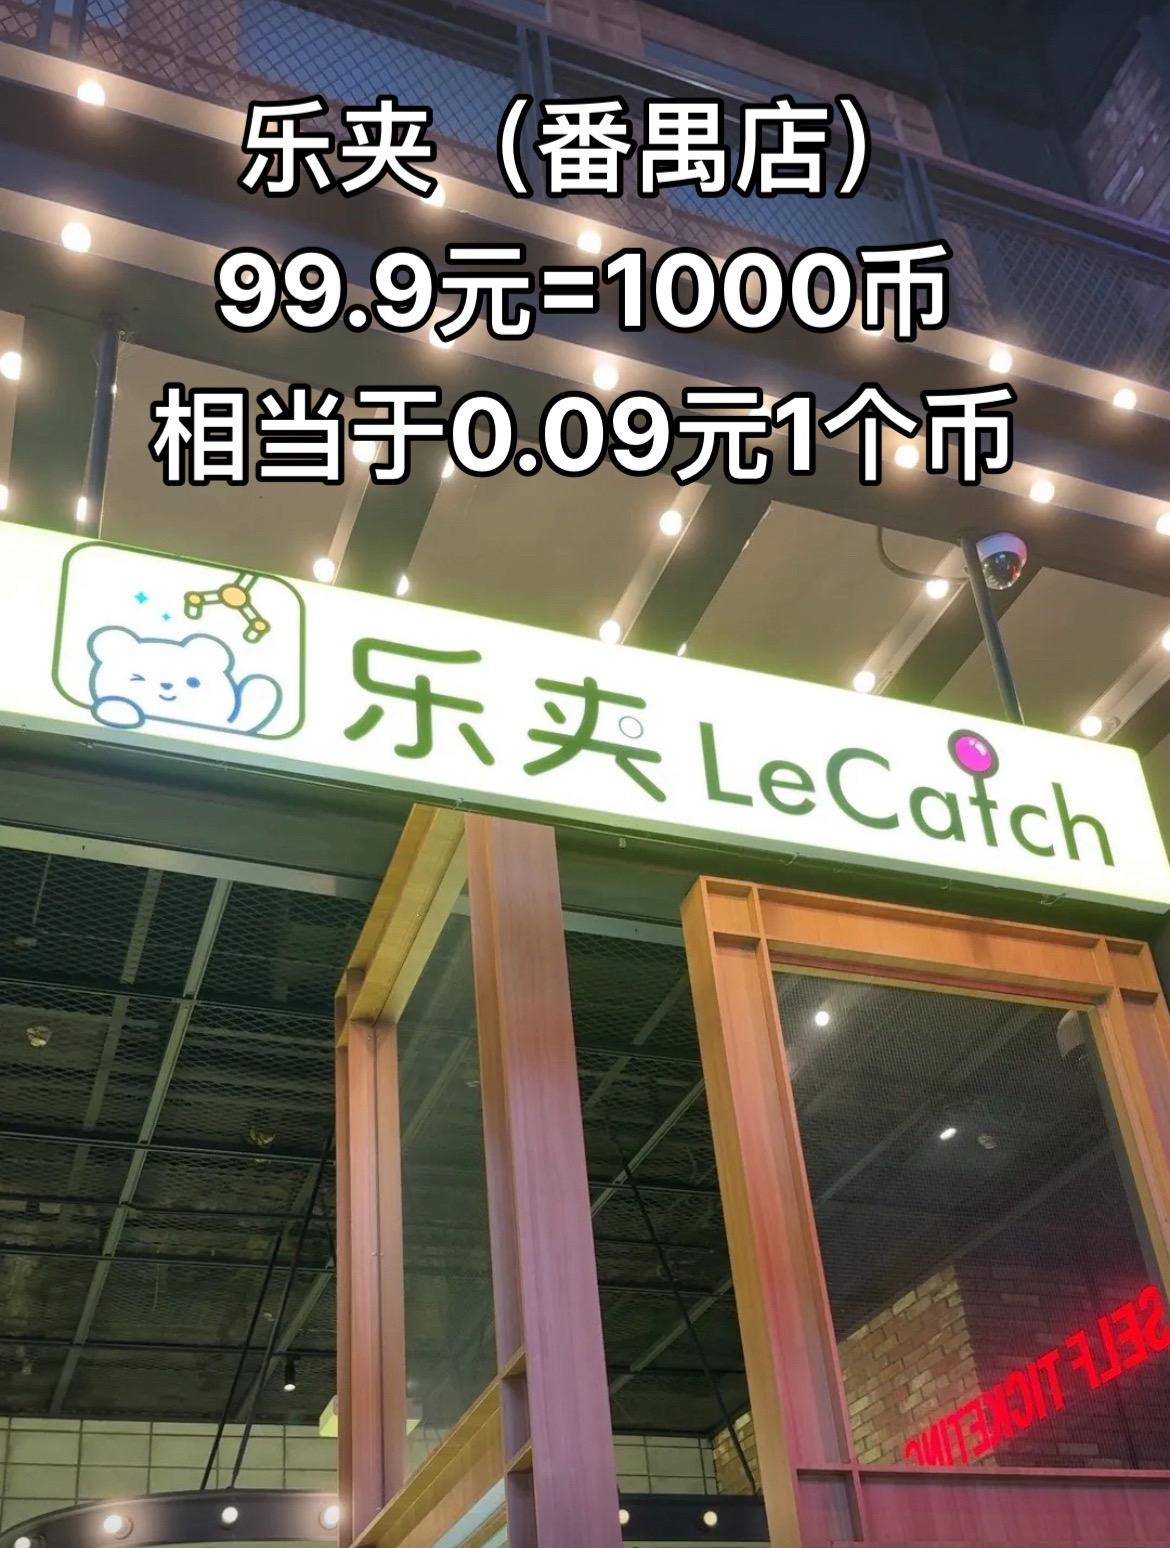 乐夹（番禺店）
99.9元=1000币
相当于0.09元1个币
乐夹 LeCatch
SELF TICKETING